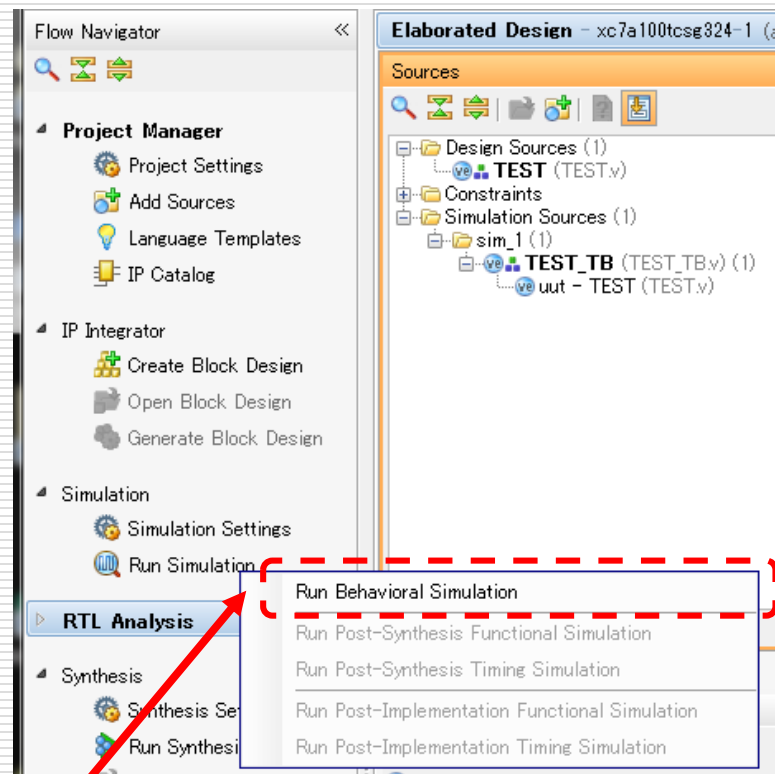 Flow Navigator
Project Manager
Project Settings
Add Sources
Language Templates
IP Catalog
IP Integrator
Create Block Design
Open Block Design
Generate Block Design
Simulation
Simulation Settings
Run Simulation
RTL Analysis
Synthesis
Synthesis Se
Run Synthesi
Elaborated Design - xc7a100tcsg324-1
Sources
Design Sources (1)
TEST (TEST.v)
Constraints
Simulation Sources (1)
sim_1 (1)
TEST_TB (TEST_TB.v) (1)
uut - TEST (TEST.v)
Run Behavioral Simulation
Run Post-Synthesis Functional Simulation
Run Post-Synthesis Timing Simulation
Run Post-Implementation Functional Simulation
Run Post-Implementation Timing Simulation